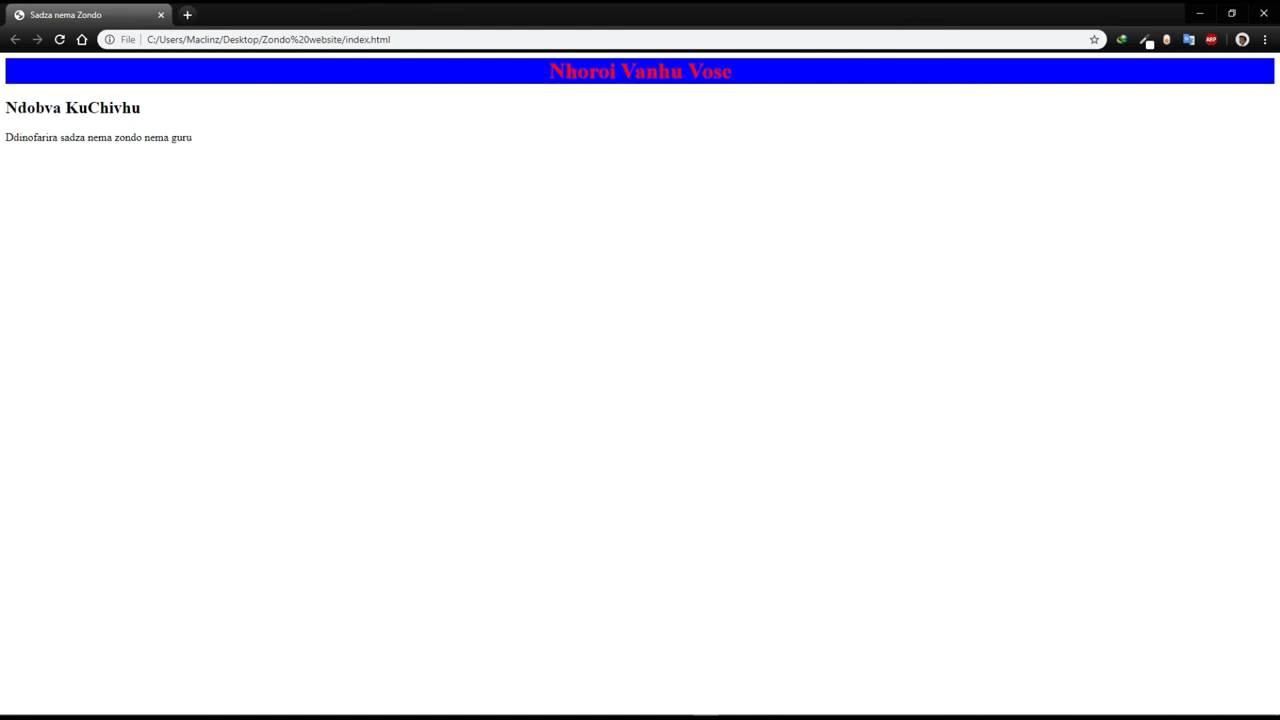 Sadza nema Zondo
File
C:/Users/Maclinz/Desktop/Zondo%20website/index.html
ABP
Nhoroi Vanhu Vose
Ndobva KuChivhu
Ddinofarira sadza nema zondo nema guru